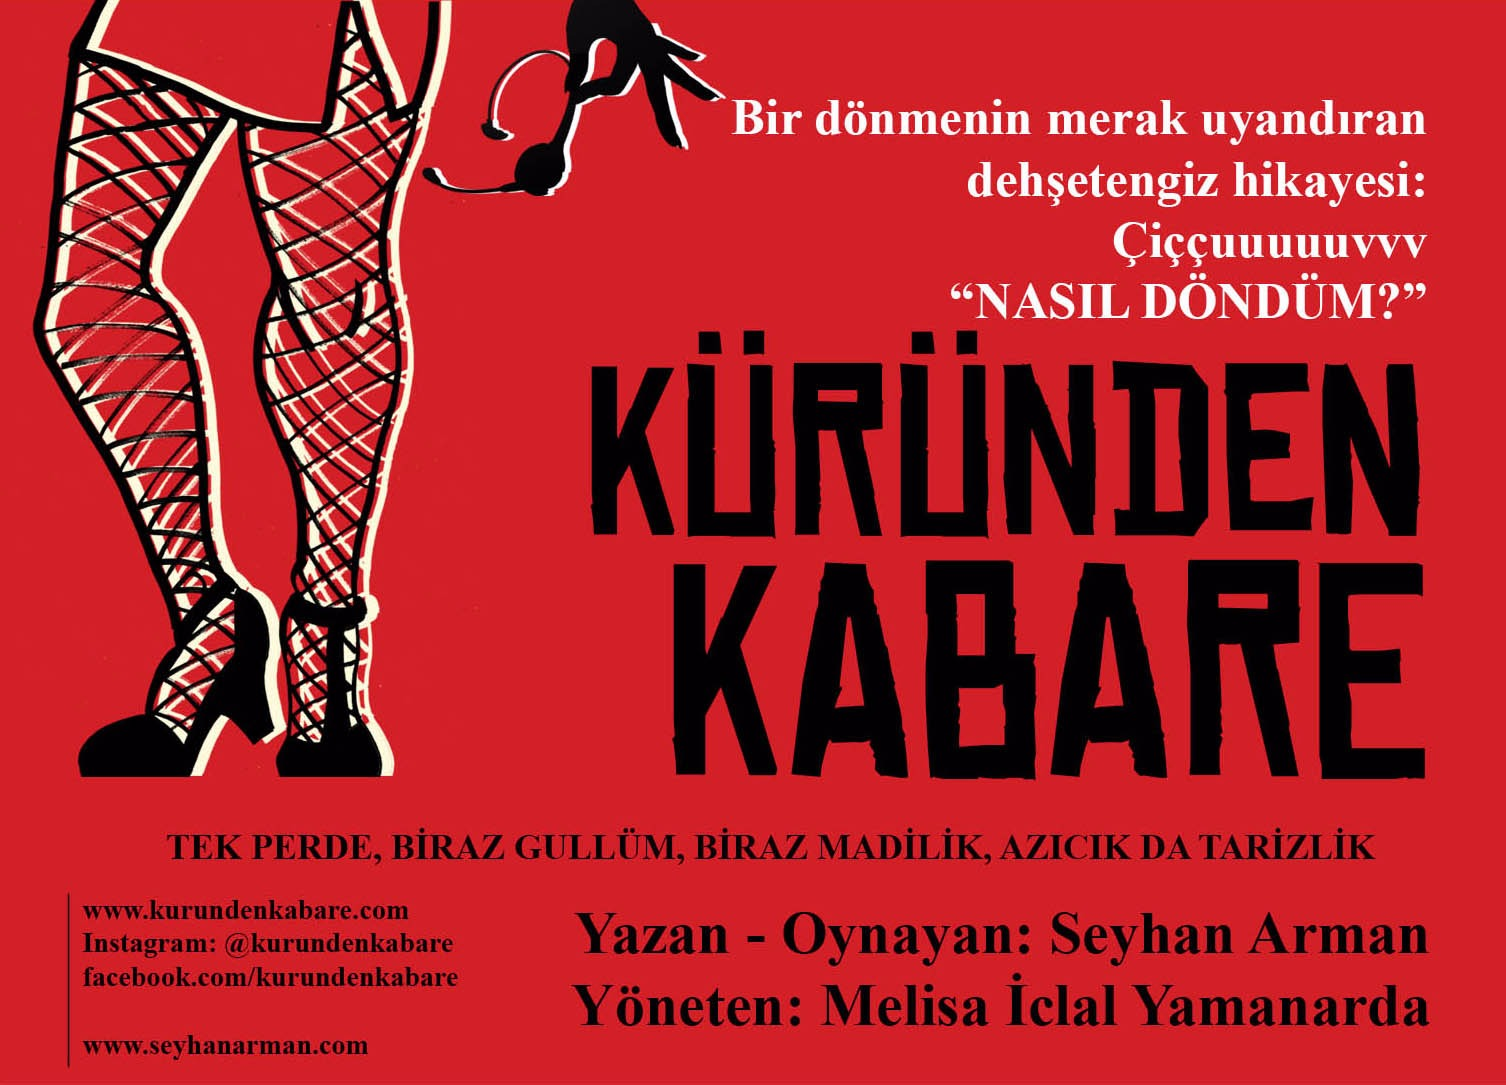 Bir dönmenin merak uyandıran
dehşetengiz hikayesi:
Çiççuuuuuvvv
“NASIL DÖNDÜM?”
KÜRÜNDEN
KABARE
TEK PERDE, BİRAZ GULLÜM, BİRAZ MADİLİK, AZICIK DA TARİZLİK
www.kurundenkabare.com
Instagram: @kurundenkabare
facebook.com/kurundenkabare
www.seyhanarman.com
Yazan - Oynayan: Seyhan Arman
Yöneten: Melisa İclal Yamanarda